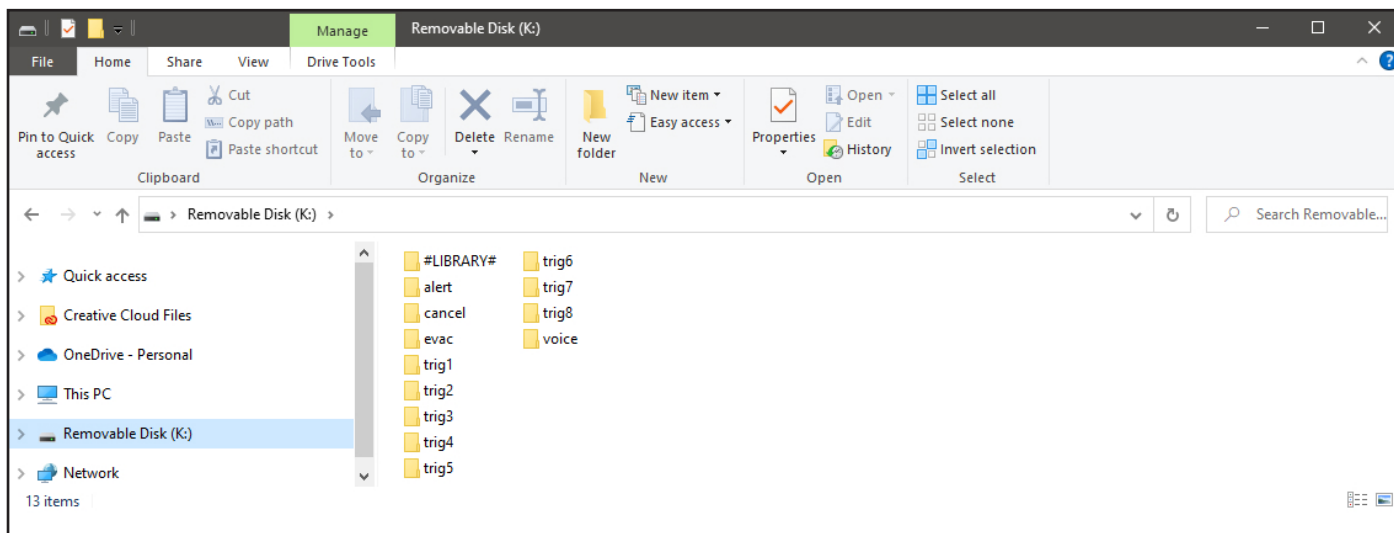 Manage
Removable Disk (K:)
File
Home
Share
View
Drive Tools
Pin to Quick
access
Copy
Paste
Cut
Copy path
Paste shortcut
Clipboard
Move
to
Copy
to
Delete
Rename
Organize
New
folder
New item
Easy access
New
Properties
Open
Edit
History
Open
Select all
Select none
Invert selection
Select
Removable Disk (K:)
Search Removable...
Quick access
Creative Cloud Files
OneDrive - Personal
This PC
Removable Disk (K:)
Network
#LIBRARY#
alert
cancel
evac
trig1
trig2
trig3
trig4
trig5
trig6
trig7
trig8
voice
13 items